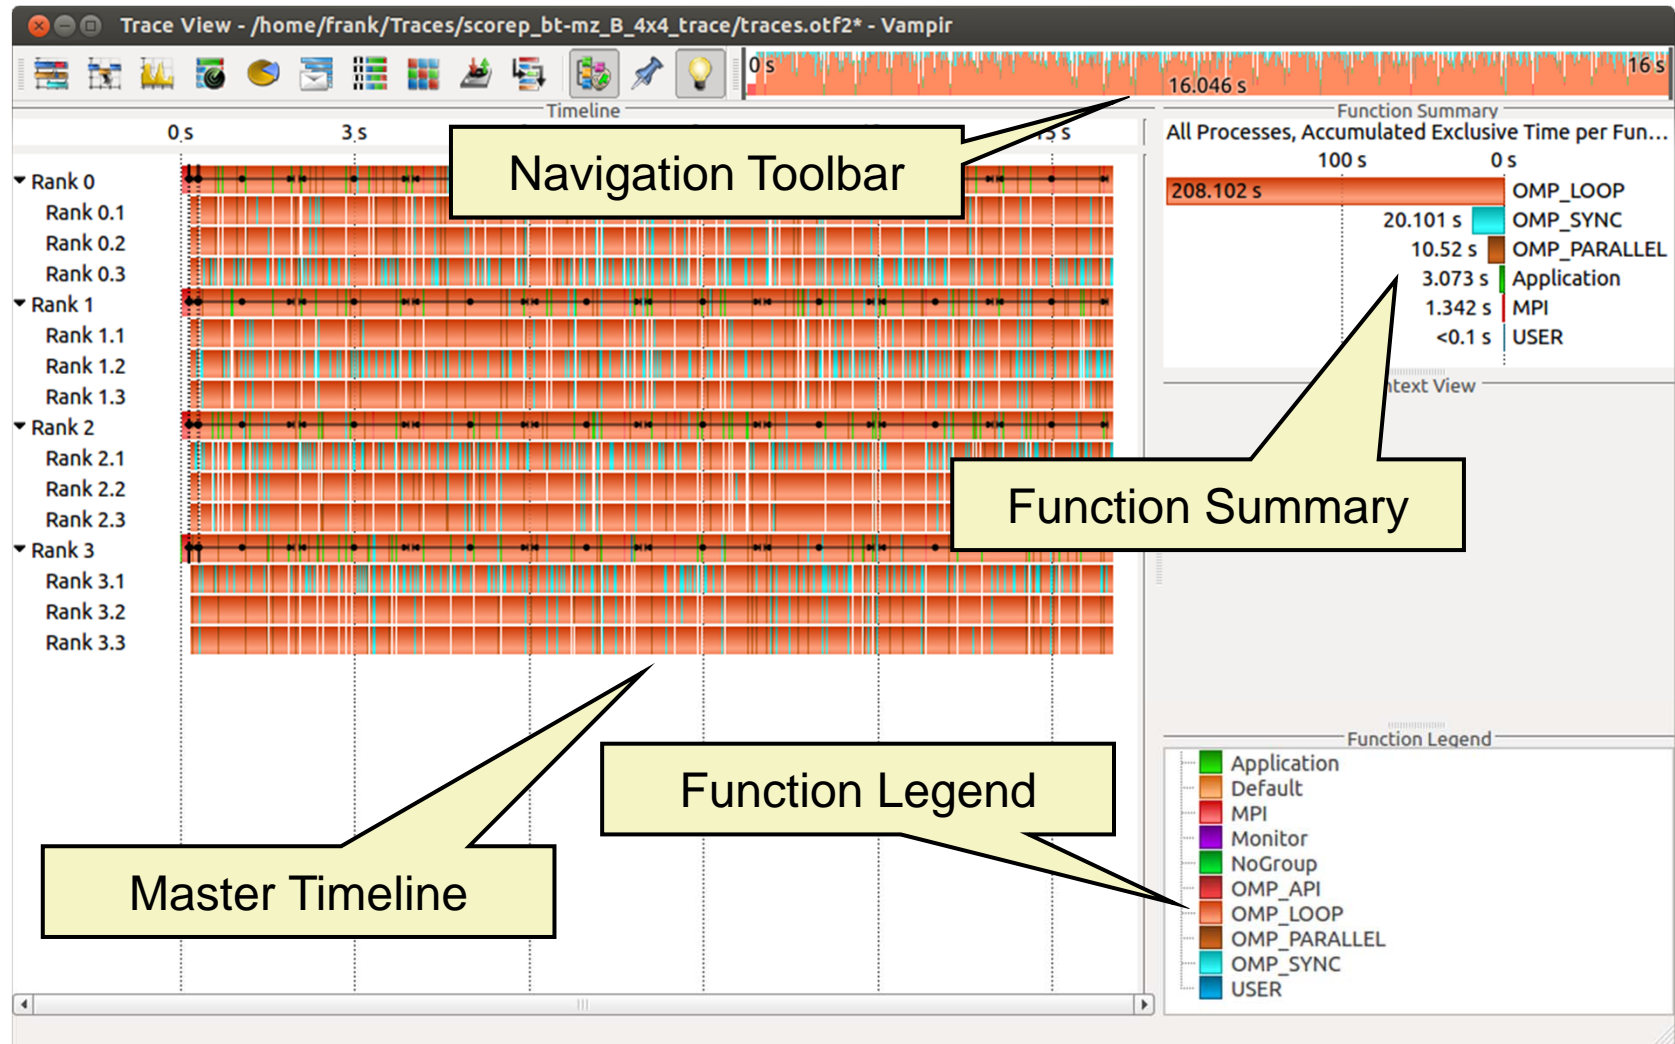 Trace View - /home/frank/Traces/scorep_bt-mz_B_4x4_trace/traces.otf2* - Vampir
0 s
16 s
16.046 s
Timeline
0 s
3 s
Navigation Toolbar
Rank 0
Rank 0.1
Rank 0.2
Rank 0.3
Rank 1
Rank 1.1
Rank 1.2
Rank 1.3
Rank 2
Rank 2.1
Rank 2.2
Rank 2.3
Rank 3
Rank 3.1
Rank 3.2
Rank 3.3
Master Timeline
Function Summary
All Processes, Accumulated Exclusive Time per Fun...
100 s 0 s
208.102 s OMP_LOOP
20.101 s OMP_SYNC
10.52 s OMP_PARALLEL
3.073 s Application
1.342 s MPI
<0.1 s USER
View
Function Summary
Function Legend
Function Legend
Application
Default
MPI
Monitor
NoGroup
OMP_API
OMP_LOOP
OMP_PARALLEL
OMP_SYNC
USER